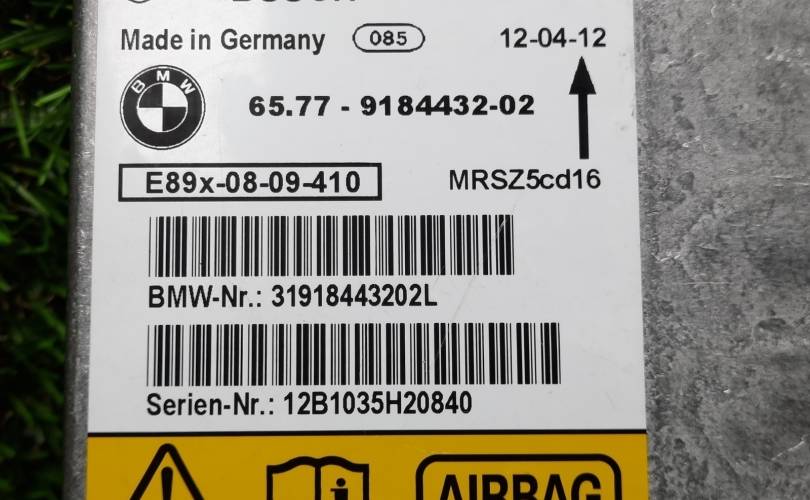 Made in Germany 085 12-04-12
BMW 65.77 - 9184432-02
E89x-08-09-410 MRSZ5cd16
BMW-Nr.: 31918443202L
Serien-Nr.: 12B1035H20840
AIRBAG